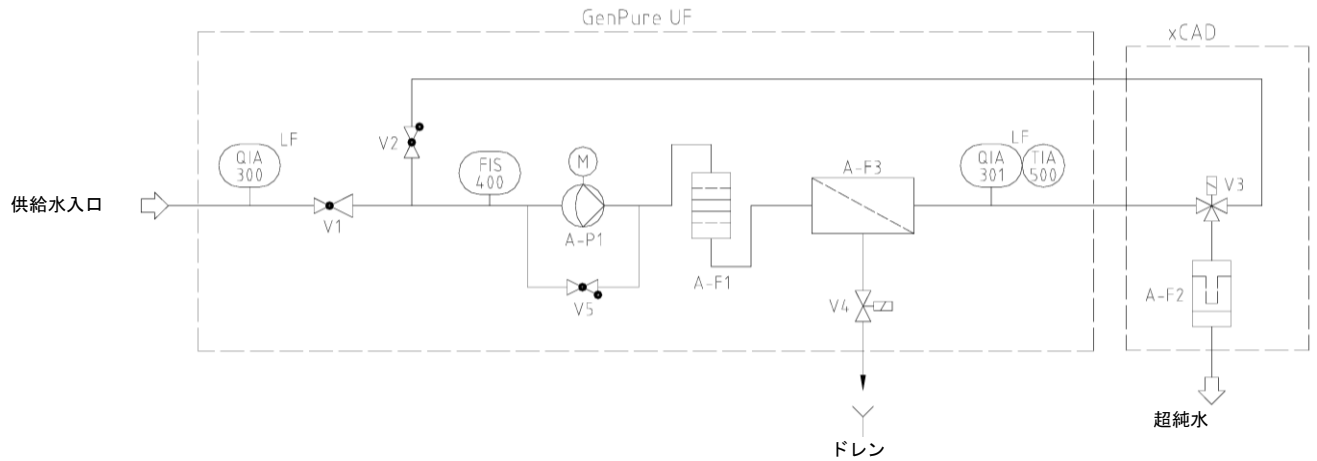 GenPure UF
xCAD
LF
QIA
300
V2
FIS
400
M
A-P1
V1
V5
A-F1
A-F3
V4
LF
QIA
301
TIA
500
V3
A-F2
供給水入口
超純水
ドレン